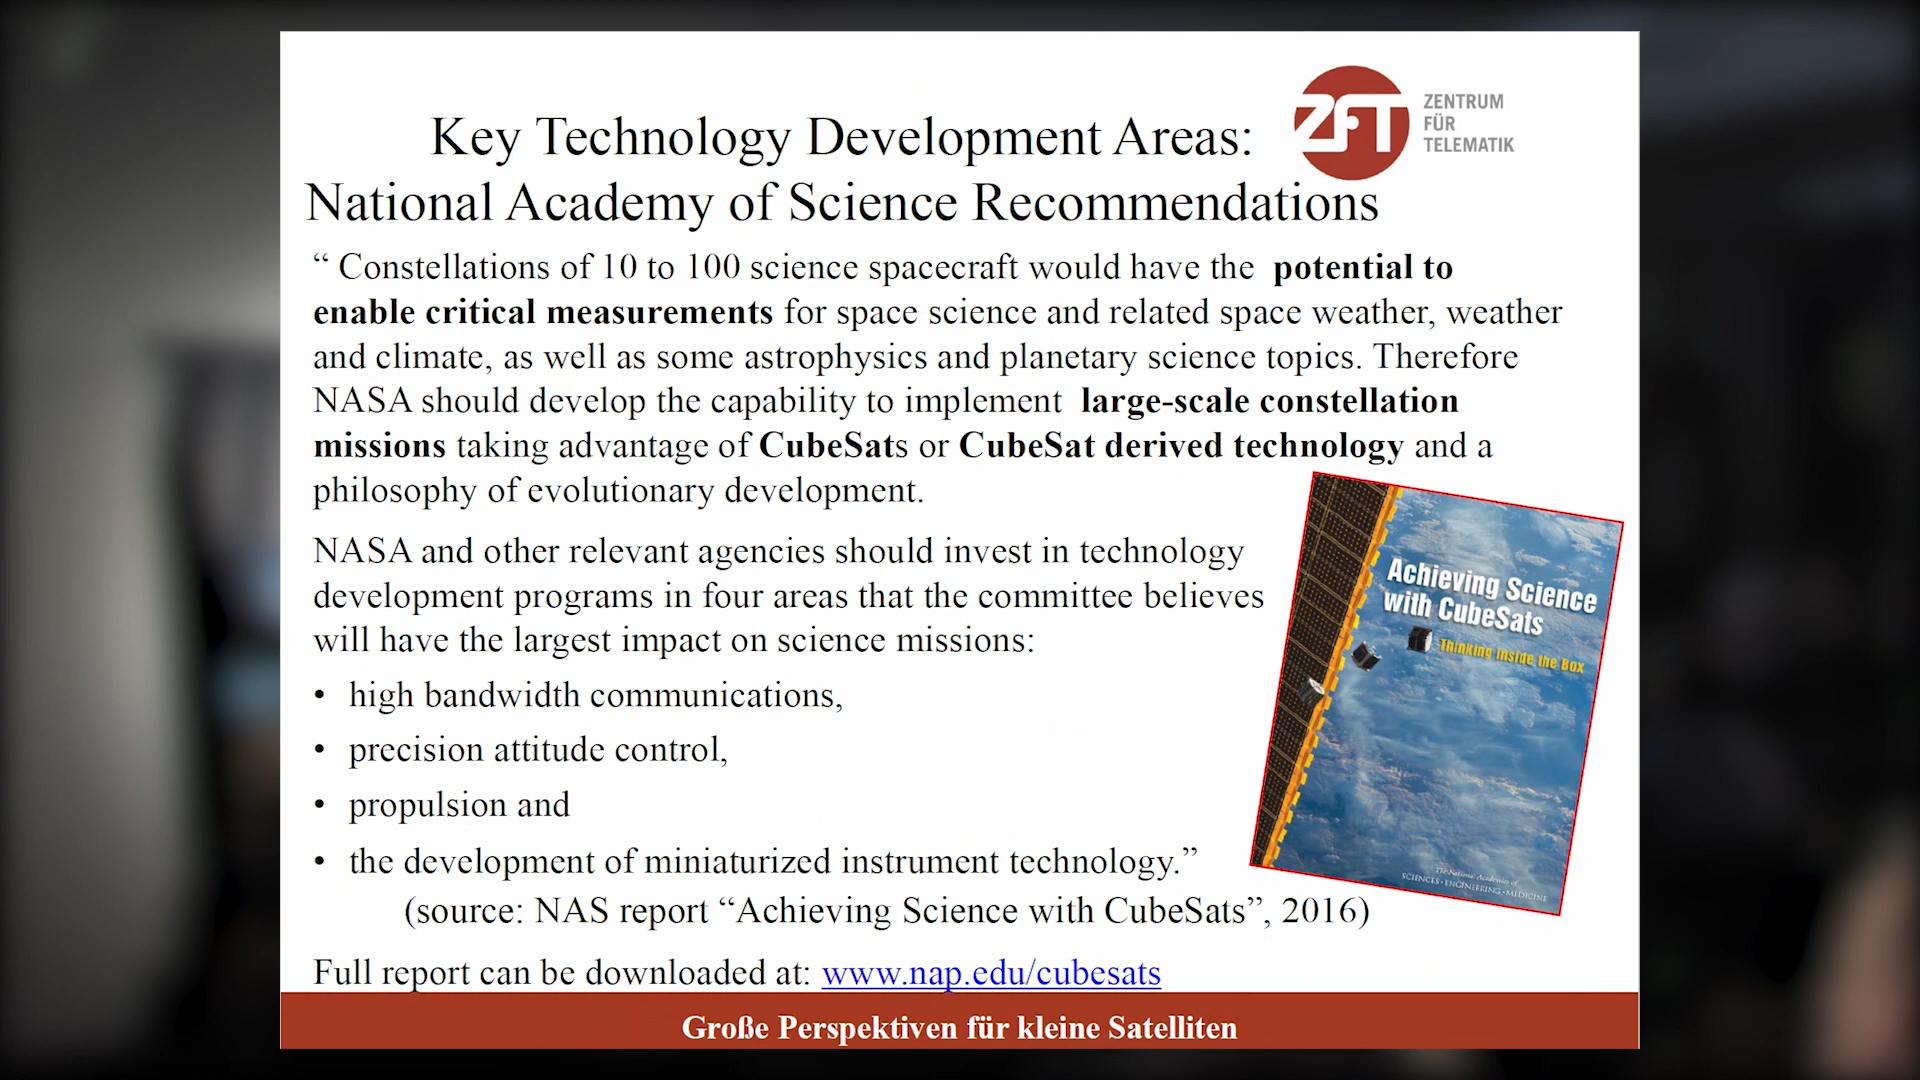 ZFT
ZENTRUM
FÜR
TELEMATIK
Key Technology Development Areas:
National Academy of Science Recommendations
“ Constellations of 10 to 100 science spacecraft would have the potential to
enable critical measurements for space science and related space weather, weather
and climate, as well as some astrophysics and planetary science topics. Therefore
NASA should develop the capability to implement large-scale constellation
missions taking advantage of CubeSats or CubeSat derived technology and a
philosophy of evolutionary development.
NASA and other relevant agencies should invest in technology
development programs in four areas that the committee believes
will have the largest impact on science missions:
• high bandwidth communications,
• precision attitude control,
• propulsion and
• the development of miniaturized instrument technology.”
(source: NAS report “Achieving Science with CubeSats”, 2016)
Full report can be downloaded at: www.nap.edu/cubesats
Achieving Science
with CubeSats
Thinking Inside the Box
The National Academies of
SCIENCES • ENGINEERING • MEDICINE
Große Perspektiven für kleine Satelliten